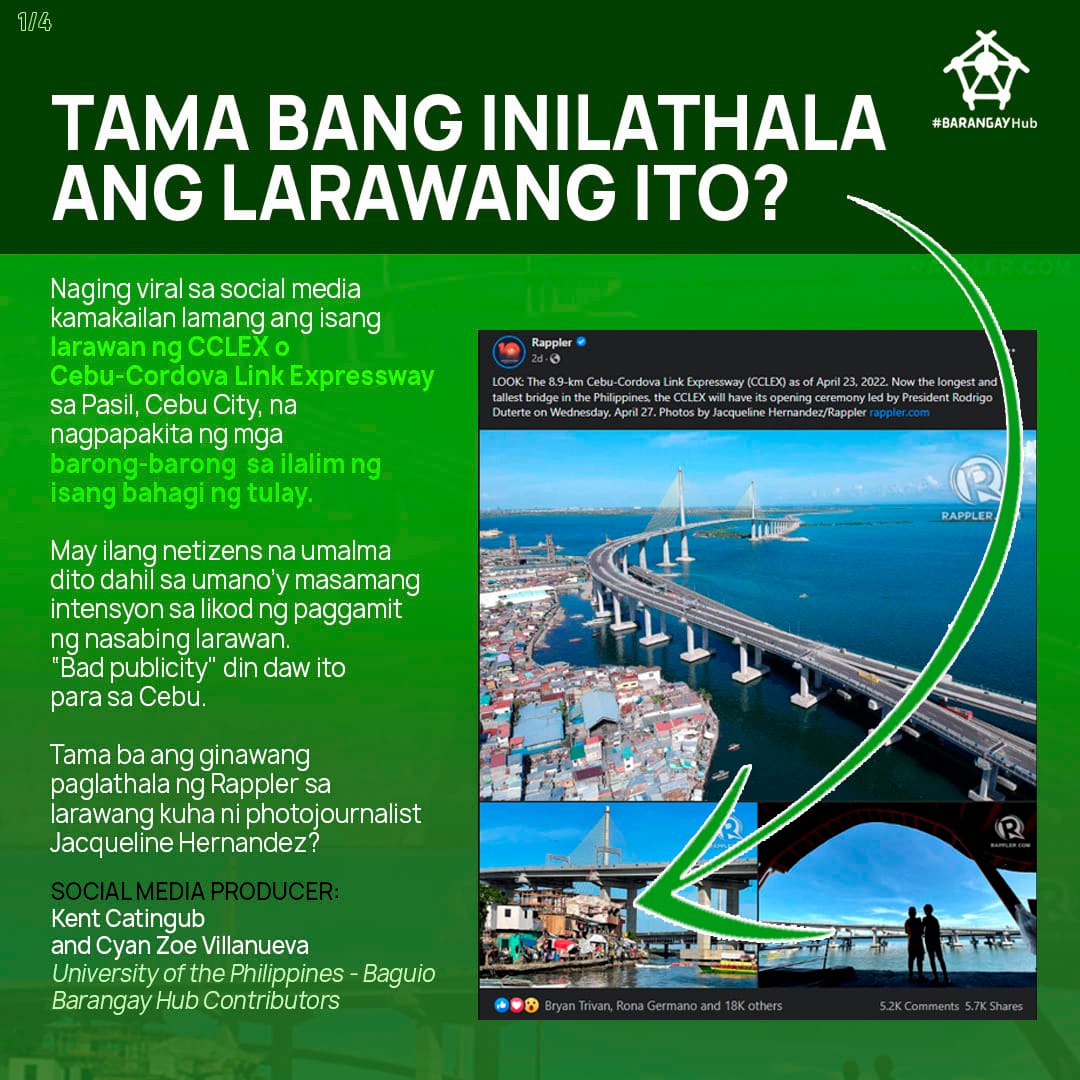 1/4
#BARANGAYHub
TAMA BANG INILATHALA
ANG LARAWANG ITO?
Naging viral sa social media
kamakailan lamang ang isang
larawan ng CCLEX o
Cebu-Cordova Link Expressway
sa Pasil, Cebu City, na
nagpapakita ng mga
barong-barong sa ilalim ng
isang bahagi ng tulay.
May ilang netizens na umalma
dito dahil sa umano'y masamang
intensyon sa likod ng paggamit
ng nasabing larawan.
"Bad publicity" din daw ito
para sa Cebu.
Tama ba ang ginawang
paglathala ng Rappler sa
larawang kuha ni photojournalist
Jacqueline Hernandez?
SOCIAL MEDIA PRODUCER:
Kent Catingub
and Cyan Zoe Villanueva
University of the Philippines - Baguio
Barangay Hub Contributors
RAPPLER.COM
Rappler
2d
LOOK: The 8.9-km Cebu-Cordova Link Expressway (CCLEX) as of April 23, 2022. Now the longest and
tallest bridge in the Philippines, the CCLEX will have its opening ceremony led by President Rodrigo
Duterte on Wednesday, April 27. Photos by Jacqueline Hernandez/Rappler rappler.com
RAPPLER.COM
RAPPLER.COM
RAPPLER.COM
Bryan Trivan, Rona Germano and 18K others
5.2K Comments 5.7K Shares